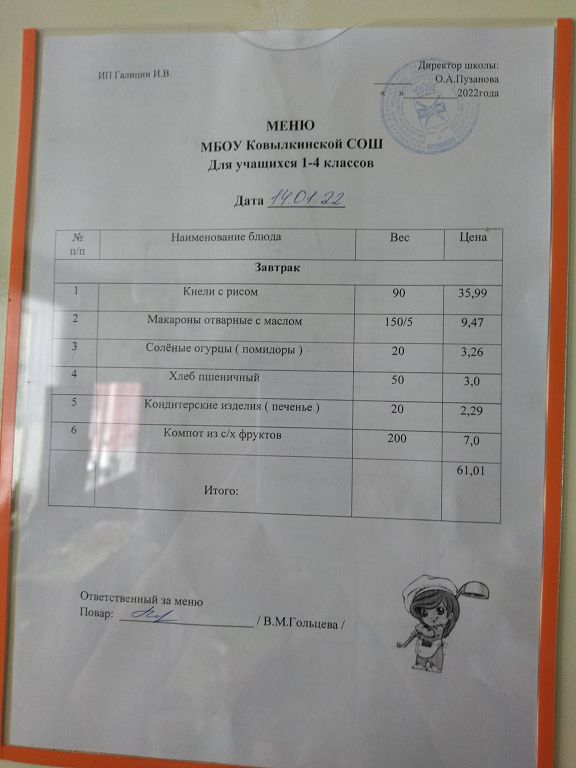 ИП Галицин И.В.
Директор школы:
О.А.Пузанова
« » 2022года
МЕНЮ
МБОУ Ковылкинской СОШ
Для учащихся 1-4 классов
Дата 14.01.22
№ п/п Наименование блюда Вес Цена
Завтрак
1 Кнели с рисом 90 35,99
2 Макароны отварные с маслом 150/5 9,47
3 Солёные огурцы ( помидоры ) 20 3,26
4 Хлеб пшеничный 50 3,0
5 Кондитерские изделия ( печенье ) 20 2,29
6 Компот из с/х фруктов 200 7,0
Итого: 61,01
Ответственный за меню
Повар: / В.М.Гольцева /